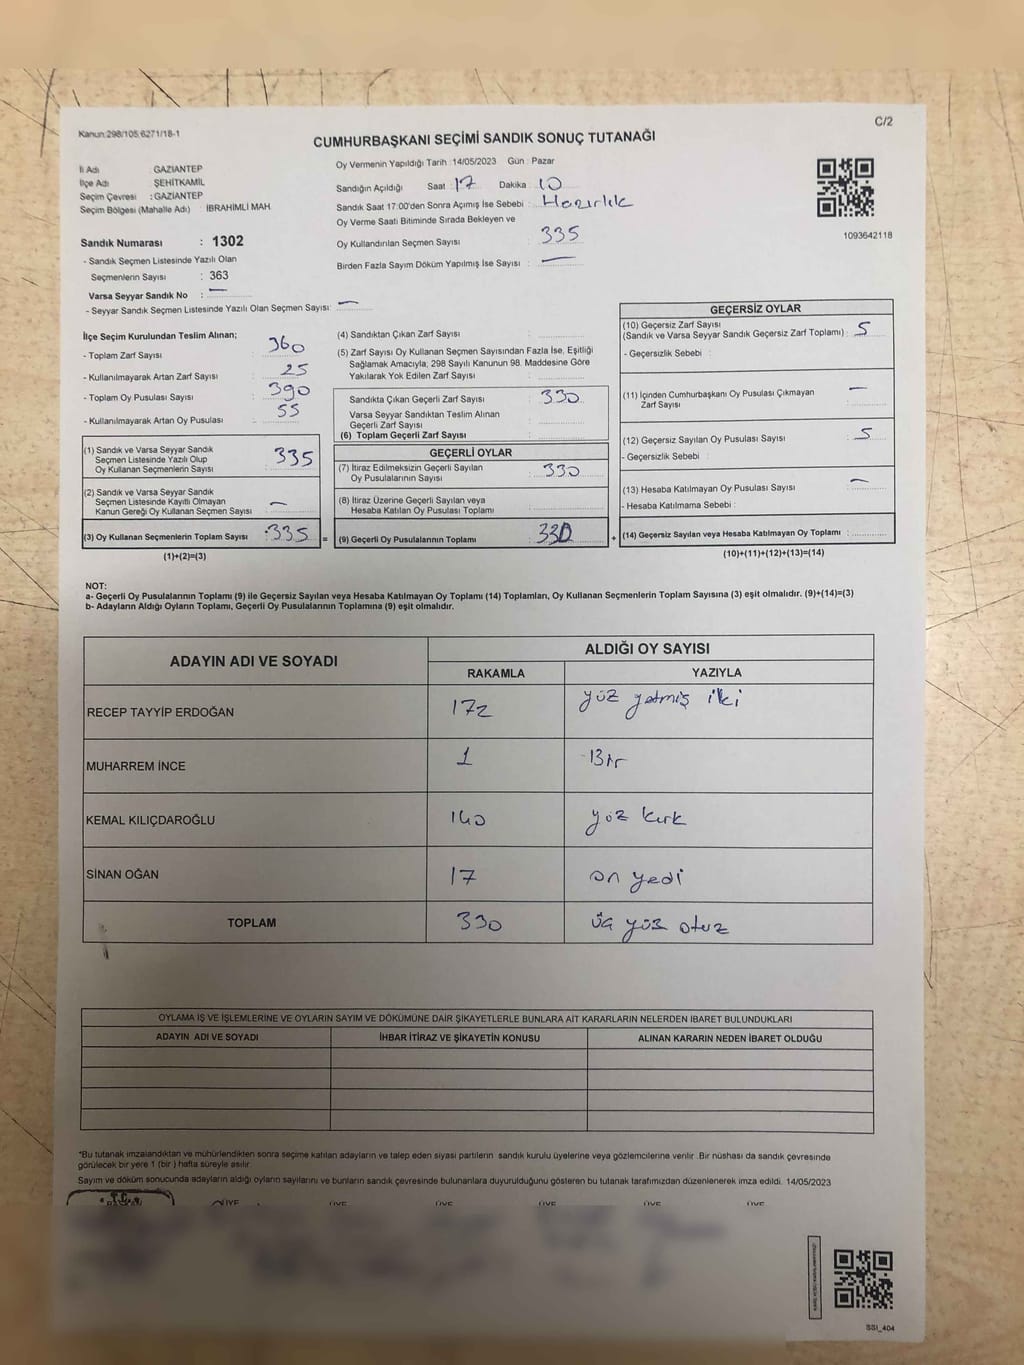 C/2
Kanun:298/105,6271/18-1
CUMHURBAŞKANI SEÇİMİ SANDIK SONUÇ TUTANAĞI
İl Adı : GAZİANTEP
İlçe Adı : ŞEHİTKAMİL
Seçim Çevresi : GAZİANTEP
Seçim Bölgesi (Mahalle Adı) : İBRAHİMLİ MAH.
Sandık Numarası : 1302
- Sandık Seçmen Listesinde Yazılı Olan
Seçmenlerin Sayısı : 363
Varsa Seyyar Sandık No : —
- Seyyar Sandık Seçmen Listesinde Yazılı Olan Seçmen Sayısı: —
Oy Vermenin Yapıldığı Tarih : 14/05/2023 Gün : Pazar
Sandığın Açıldığı Saat : 17 Dakika : 10
Sandık Saat 17:00'den Sonra Açımış İse Sebebi : Hazırlık
Oy Verme Saati Bitiminde Sırada Bekleyen ve
Oy Kullandırılan Seçmen Sayısı : 335
Birden Fazla Sayım Döküm Yapılmış İse Sayısı : —
1093642118
İlçe Seçim Kurulundan Teslim Alınan;
- Toplam Zarf Sayısı : 360
- Kullanılmayarak Artan Zarf Sayısı : 25
- Toplam Oy Pusulası Sayısı : 390
- Kullanılmayarak Artan Oy Pusulası : 55
(1) Sandık ve Varsa Seyyar Sandık
Seçmen Listesinde Yazılı Olup
Oy Kullanan Seçmenlerin Sayısı : 335
(2) Sandık ve Varsa Seyyar Sandık
Seçmen Listesinde Kayıtlı Olmayan
Kanun Gereği Oy Kullanan Seçmen Sayısı : —
(3) Oy Kullanan Seçmenlerin Toplam Sayısı : 335 =
(1)+(2)=(3)
(4) Sandıktan Çıkan Zarf Sayısı :
(5) Zarf Sayısı Oy Kullanan Seçmen Sayısından Fazla İse, Eşitliği
Sağlamak Amacıyla, 298 Sayılı Kanunun 98. Maddesine Göre
Yakılarak Yok Edilen Zarf Sayısı :
Sandıkta Çıkan Geçerli Zarf Sayısı : 330
Varsa Seyyar Sandıktan Teslim Alınan
Geçerli Zarf Sayısı :
(6) Toplam Geçerli Zarf Sayısı :
GEÇERLİ OYLAR
(7) İtiraz Edilmeksizin Geçerli Sayılan
Oy Pusulalarının Sayısı : 330
(8) İtiraz Üzerine Geçerli Sayılan veya
Hesaba Katılan Oy Pusulası Toplamı :
(9) Geçerli Oy Pusulalarının Toplamı : 330 +
GEÇERSİZ OYLAR
(10) Geçersiz Zarf Sayısı
(Sandık ve Varsa Seyyar Sandık Geçersiz Zarf Toplamı) : 5
- Geçersizlik Sebebi :
(11) İçinden Cumhurbaşkanı Oy Pusulası Çıkmayan
Zarf Sayısı : —
(12) Geçersiz Sayılan Oy Pusulası Sayısı : 5
- Geçersizlik Sebebi :
(13) Hesaba Katılmayan Oy Pusulası Sayısı : —
- Hesaba Katılmama Sebebi :
(14) Geçersiz Sayılan veya Hesaba Katılmayan Oy Toplamı :
(10)+(11)+(12)+(13)=(14)
NOT:
a- Geçerli Oy Pusulalarının Toplamı (9) ile Geçersiz Sayılan veya Hesaba Katılmayan Oy Toplamı (14) Toplamları, Oy Kullanan Seçmenlerin Toplam Sayısına (3) eşit olmalıdır. (9)+(14)=(3)
b- Adayların Aldığı Oyların Toplamı, Geçerli Oy Pusulalarının Toplamına (9) eşit olmalıdır.
ADAYIN ADI VE SOYADI
ALDIĞI OY SAYISI
RAKAMLA YAZIYLA
RECEP TAYYİP ERDOĞAN 172 yüz yetmiş iki
MUHARREM İNCE 1 Bir
KEMAL KILIÇDAROĞLU 140 yüz kırk
SİNAN OĞAN 17 on yedi
TOPLAM 330 üç yüz otuz
OYLAMA İŞ VE İŞLEMLERİNE VE OYLARIN SAYIM VE DÖKÜMÜNE DAİR ŞİKAYETLERLE BUNLARA AİT KARARLARIN NELERDEN İBARET BULUNDUKLARI
ADAYIN ADI VE SOYADI İHBAR İTİRAZ VE ŞİKAYETİN KONUSU ALINAN KARARIN NEDEN İBARET OLDUĞU
*Bu tutanak imzalandıktan ve mühürlendikten sonra seçime katılan adayların ve talep eden siyasi partilerin sandık kurulu üyelerine veya gözlemcilerine verilir. Bir nüshası da sandık çevresinde
görülecek bir yere 1 (bir) hafta süreyle asılır.
Sayım ve döküm sonucunda adayların aldığı oyların sayılarını ve bunların sandık çevresinde bulunanlara duyurulduğunu gösteren bu tutanak tarafımızdan düzenlenerek imza edildi. 14/05/2023
ÜYE ÜYE ÜYE ÜYE ÜYE ÜYE
SSI_404